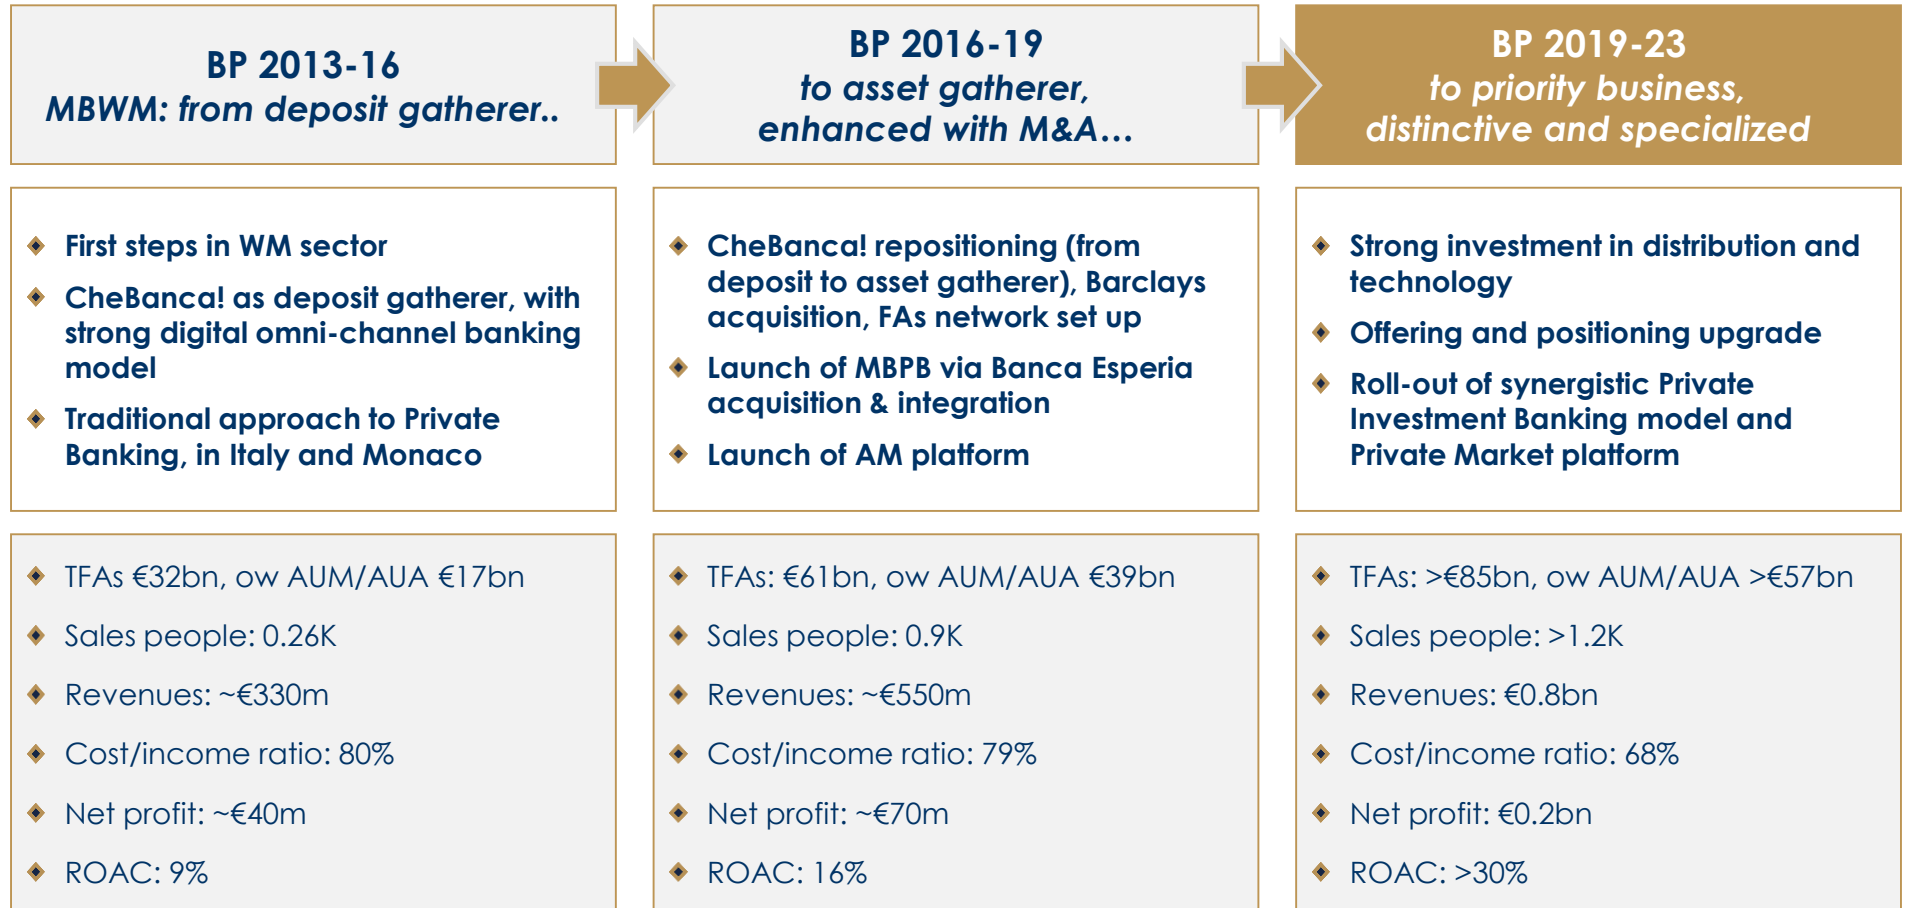 BP 2013-16
MBWM: from deposit gatherer..
BP 2016-19
to asset gatherer,
enhanced with M&A…
BP 2019-23
to priority business,
distinctive and specialized
First steps in WM sector
CheBanca! as deposit gatherer, with
strong digital omni-channel banking
model
Traditional approach to Private
Banking, in Italy and Monaco
CheBanca! repositioning (from
deposit to asset gatherer), Barclays
acquisition, FAs network set up
Launch of MBPB via Banca Esperia
acquisition & integration
Launch of AM platform
Strong investment in distribution and
technology
Offering and positioning upgrade
Roll-out of synergistic Private
Investment Banking model and
Private Market platform
TFAs €32bn, ow AUM/AUA €17bn
Sales people: 0.26K
Revenues: ~€330m
Cost/income ratio: 80%
Net profit: ~€40m
ROAC: 9%
TFAs: €61bn, ow AUM/AUA €39bn
Sales people: 0.9K
Revenues: ~€550m
Cost/income ratio: 79%
Net profit: ~€70m
ROAC: 16%
TFAs: >€85bn, ow AUM/AUA >€57bn
Sales people: >1.2K
Revenues: €0.8bn
Cost/income ratio: 68%
Net profit: €0.2bn
ROAC: >30%